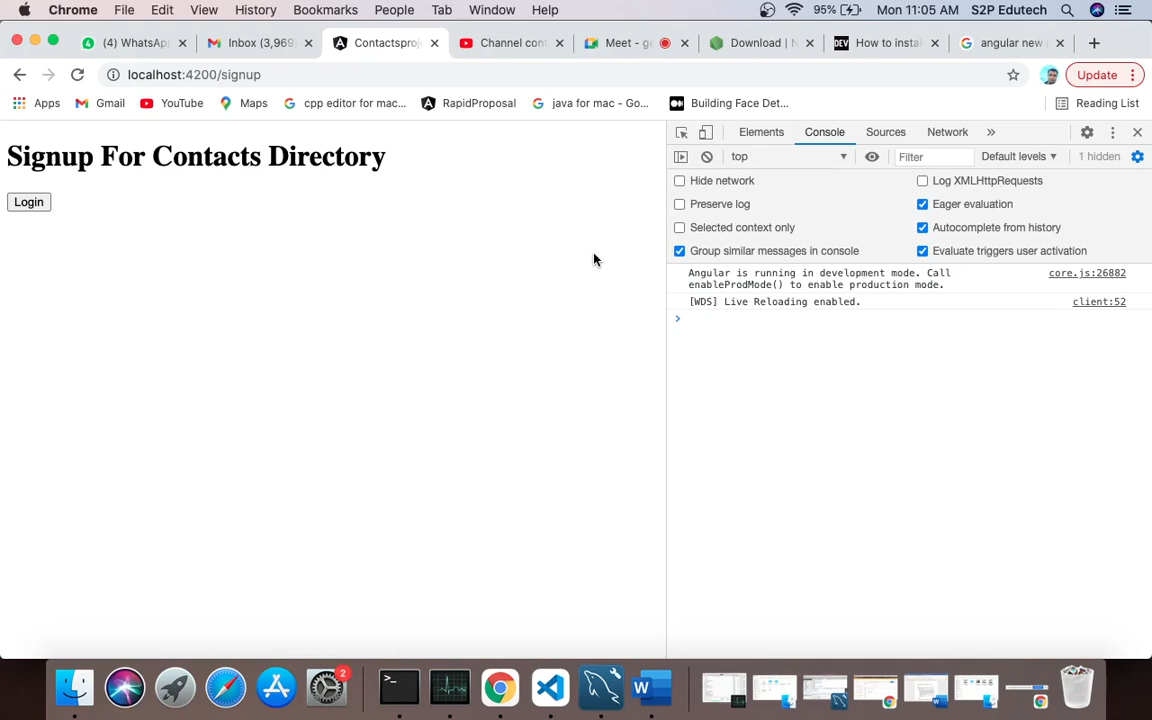 Chrome File Edit View History Bookmarks People Tab Window Help 95% Mon 11:05 AM S2P Edutech
(4) WhatsAp Inbox (3,969 Contactsproj Channel cont Meet - ge Download | N How to instal angular new
localhost:4200/signup Update
Apps Gmail YouTube Maps cpp editor for mac... RapidProposal java for mac - Go... Building Face Det... Reading List
Signup For Contacts Directory
Login
Elements Console Sources Network »
top Filter Default levels 1 hidden
Hide network Log XMLHttpRequests
Preserve log Eager evaluation
Selected context only Autocomplete from history
Group similar messages in console Evaluate triggers user activation
Angular is running in development mode. Call core.js:26882
enableProdMode() to enable production mode.
[WDS] Live Reloading enabled. client:52
2